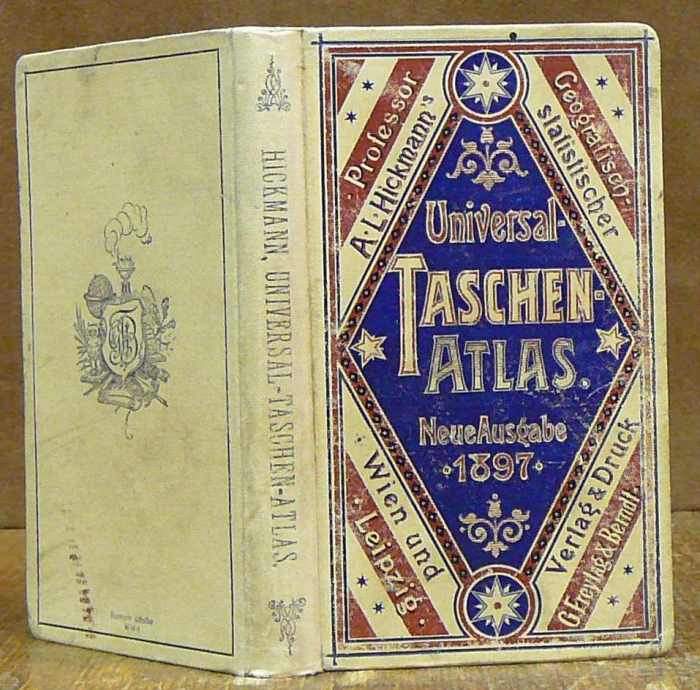 HICKMANN, UNIVERSAL-TASCHEN-ATLAS.
Professor
A.L. Hickmann's
Geografisch-
statistischer
Universal-
TASCHEN-
ATLAS.
Neue Ausgabe
1897
Wien und
Leipzig.
Verlag & Druck
G. Freytag & Berndt